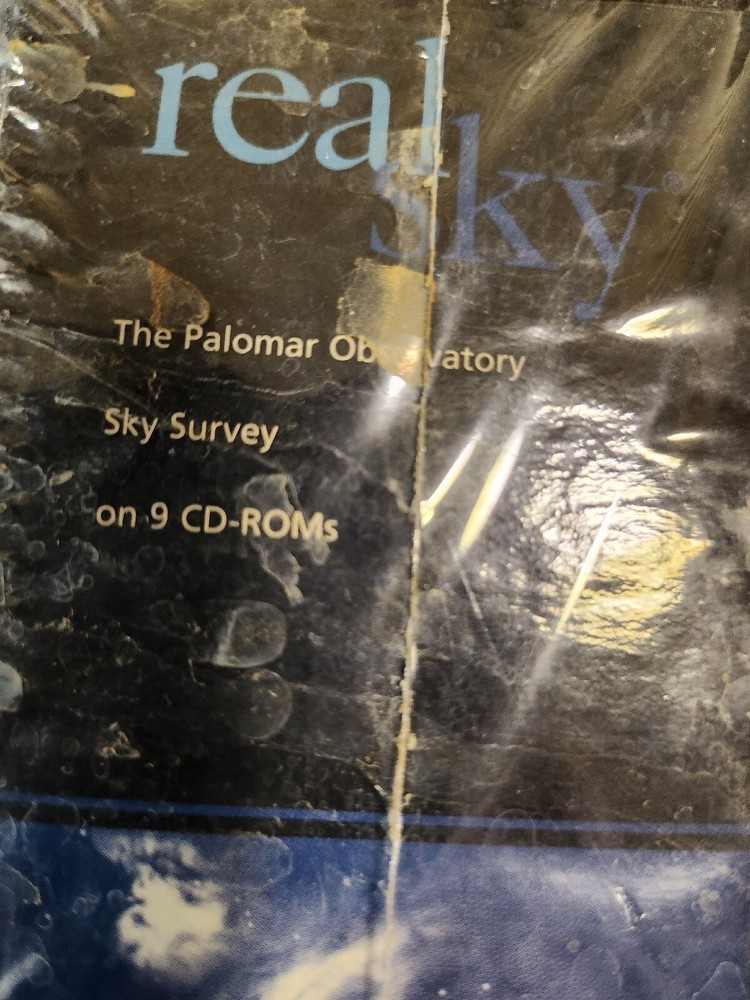 real
sky®
The Palomar Observatory
Sky Survey
on 9 CD-ROMs